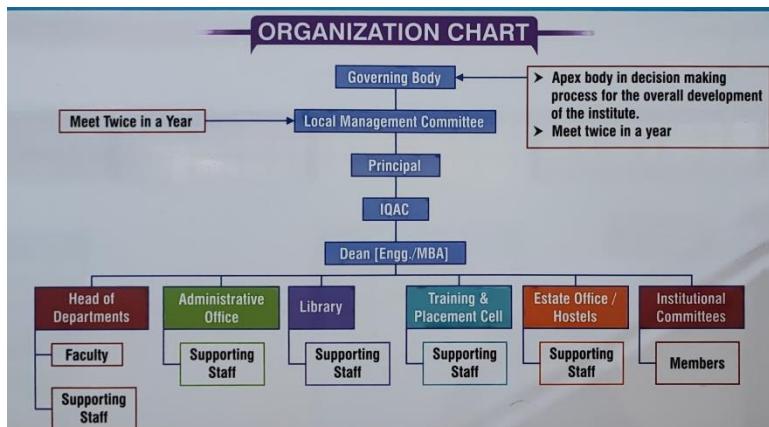 ORGANIZATION CHART
Governing Body
➤ Apex body in decision making
process for the overall development
of the institute.
➤ Meet twice in a year
Meet Twice in a Year
Local Management Committee
Principal
IQAC
Dean [Engg./MBA]
Head of
Departments
Administrative
Office
Library
Training &
Placement Cell
Estate Office /
Hostels
Institutional
Committees
Faculty
Supporting
Staff
Supporting
Staff
Supporting
Staff
Supporting
Staff
Supporting
Staff
Members